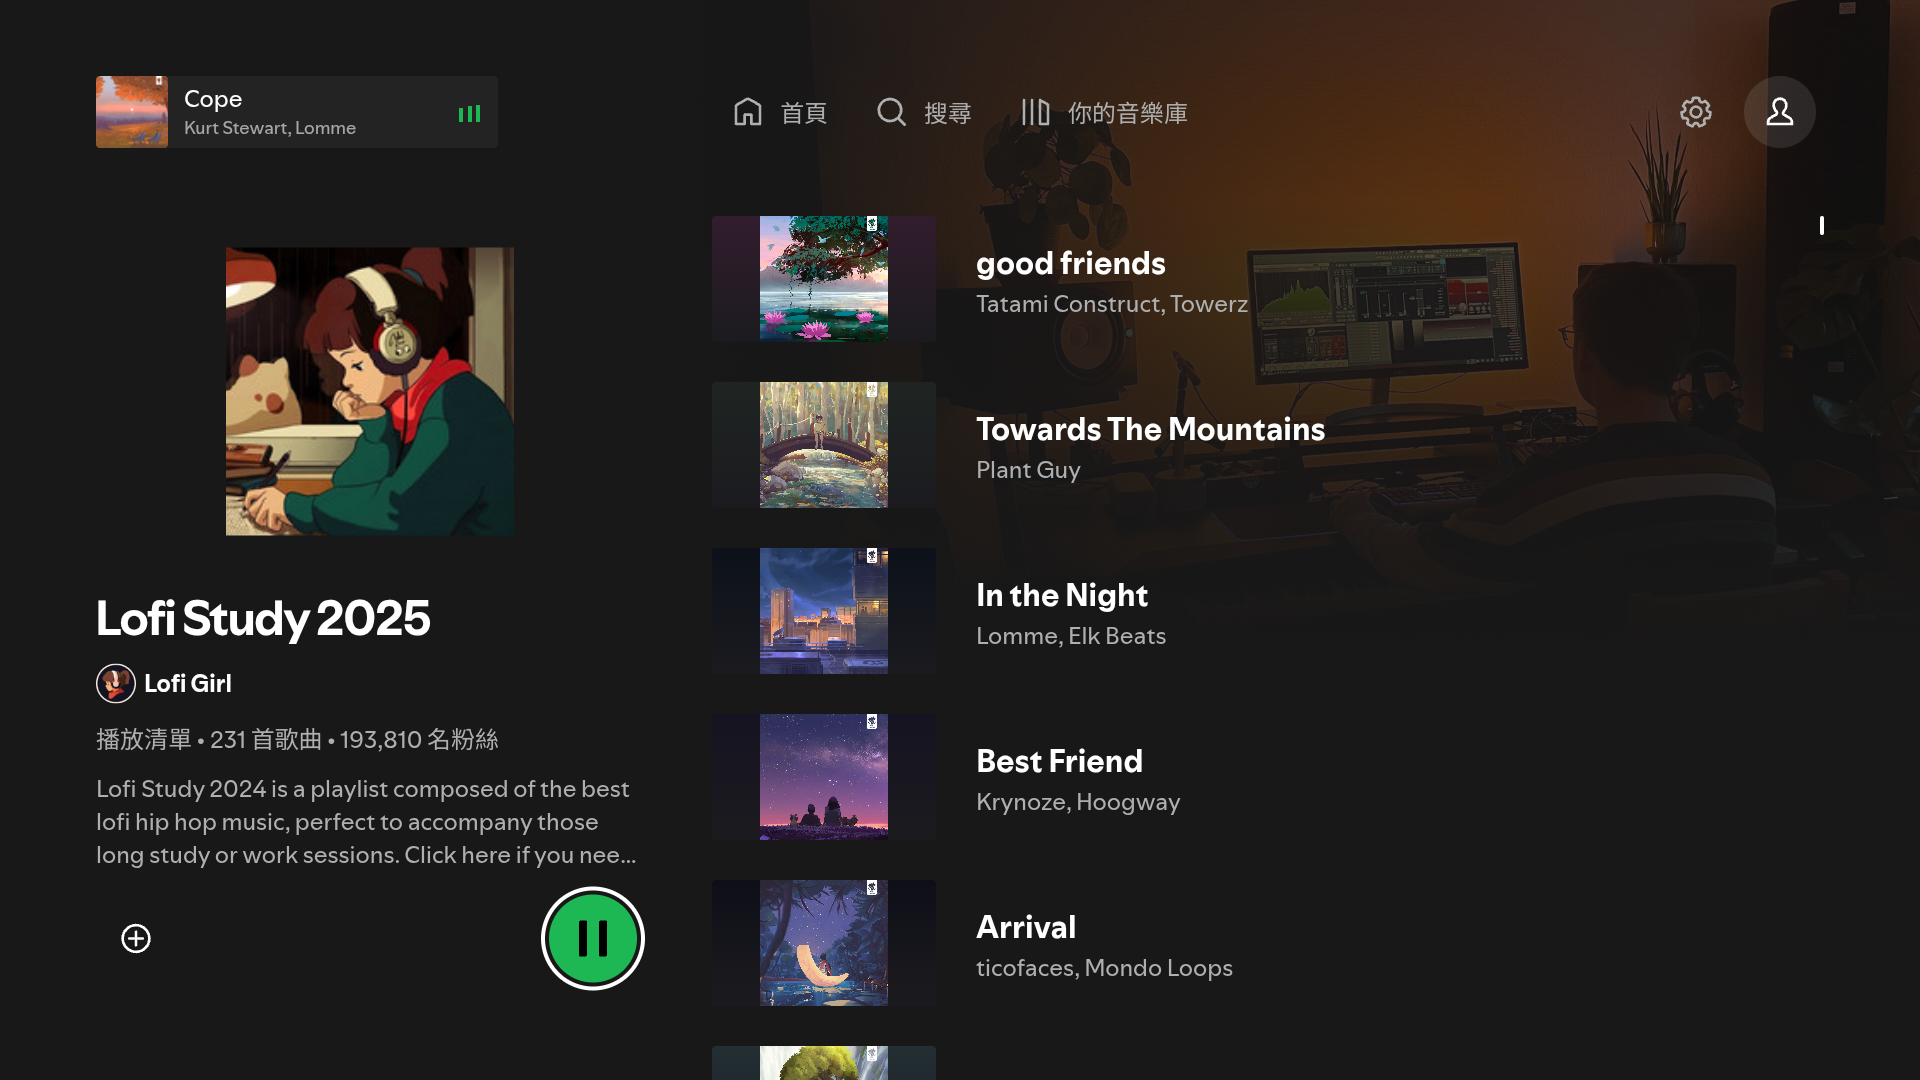 Cope
Kurt Stewart, Lomme
首頁
搜尋
你的音樂庫
Lofi Study 2025
Lofi Girl
播放清單 • 231 首歌曲 • 193,810 名粉絲
Lofi Study 2024 is a playlist composed of the best
lofi hip hop music, perfect to accompany those
long study or work sessions. Click here if you nee...
good friends
Tatami Construct, Towerz
Towards The Mountains
Plant Guy
In the Night
Lomme, Elk Beats
Best Friend
Krynoze, Hoogway
Arrival
ticofaces, Mondo Loops